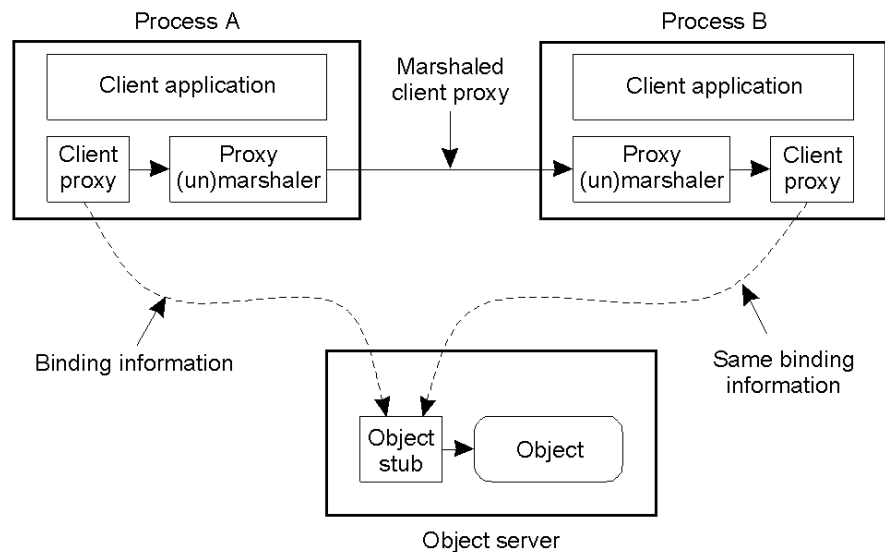 Process A
Process B
Client application
Marshaled
client proxy
Client application
Client
proxy
Proxy
(un)marshaler
Proxy
(un)marshaler
Client
proxy
Binding information
Same binding
information
Object
stub
Object
Object server